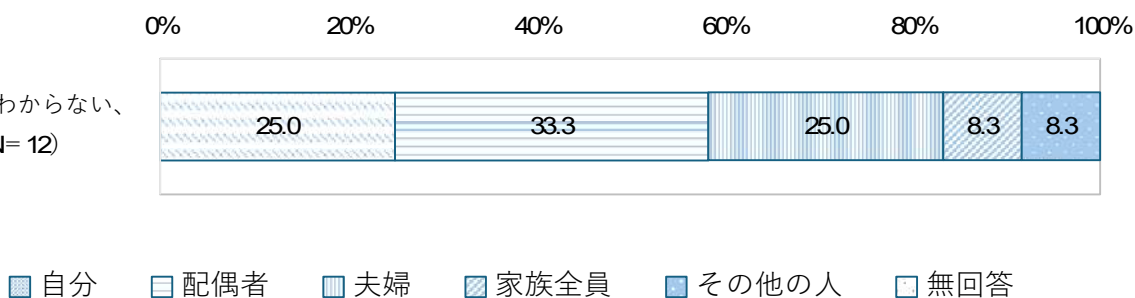 0% 20% 40% 60% 80% 100%
わからない、
25.0 33.3 25.0 8.3 8.3
N= 12)
自分 配偶者 夫婦 家族全員 その他の人 無回答